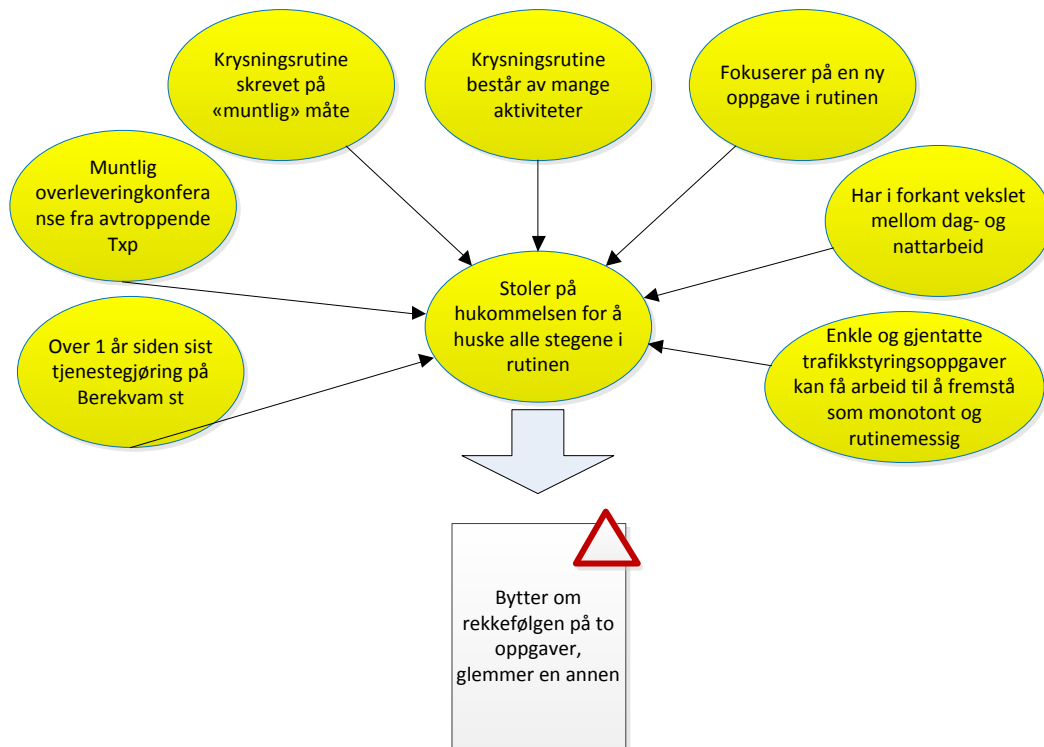 Krysningsrutine
skrevet på
«muntlig» måte
Krysningsrutine
består av mange
aktiviteter
Fokuserer på en ny
oppgave i rutinen
Muntlig
overleveringkonfera
nse fra avtroppende
Txp
Har i forkant vekslet
mellom dag- og
nattarbeid
Stoler på
hukommelsen for å
huske alle stegene i
rutinen
Over 1 år siden sist
tjenestegjøring på
Berekvam st
Enkle og gjentatte
trafikkstyringsoppgaver
kan få arbeid til å fremstå
som monotont og
rutinemessig
Bytter om
rekkefølgen på to
oppgaver,
glemmer en annen